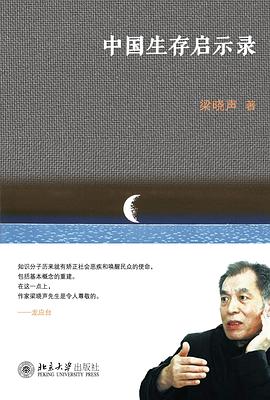 中国生存启示录
梁晓声 著
知识分子历来就有矫正社会恶疾和唤醒民众的使命，
包括基本概念的重建。
在这一点上，
作家梁晓声先生是令人尊敬的。
——龙应台
北京大学出版社
PEKING UNIVERSITY PRESS